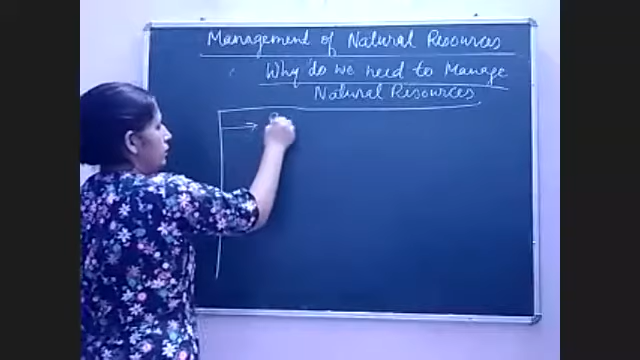 Management of Natural Resources
Why do we need to Manage
Natural Resources